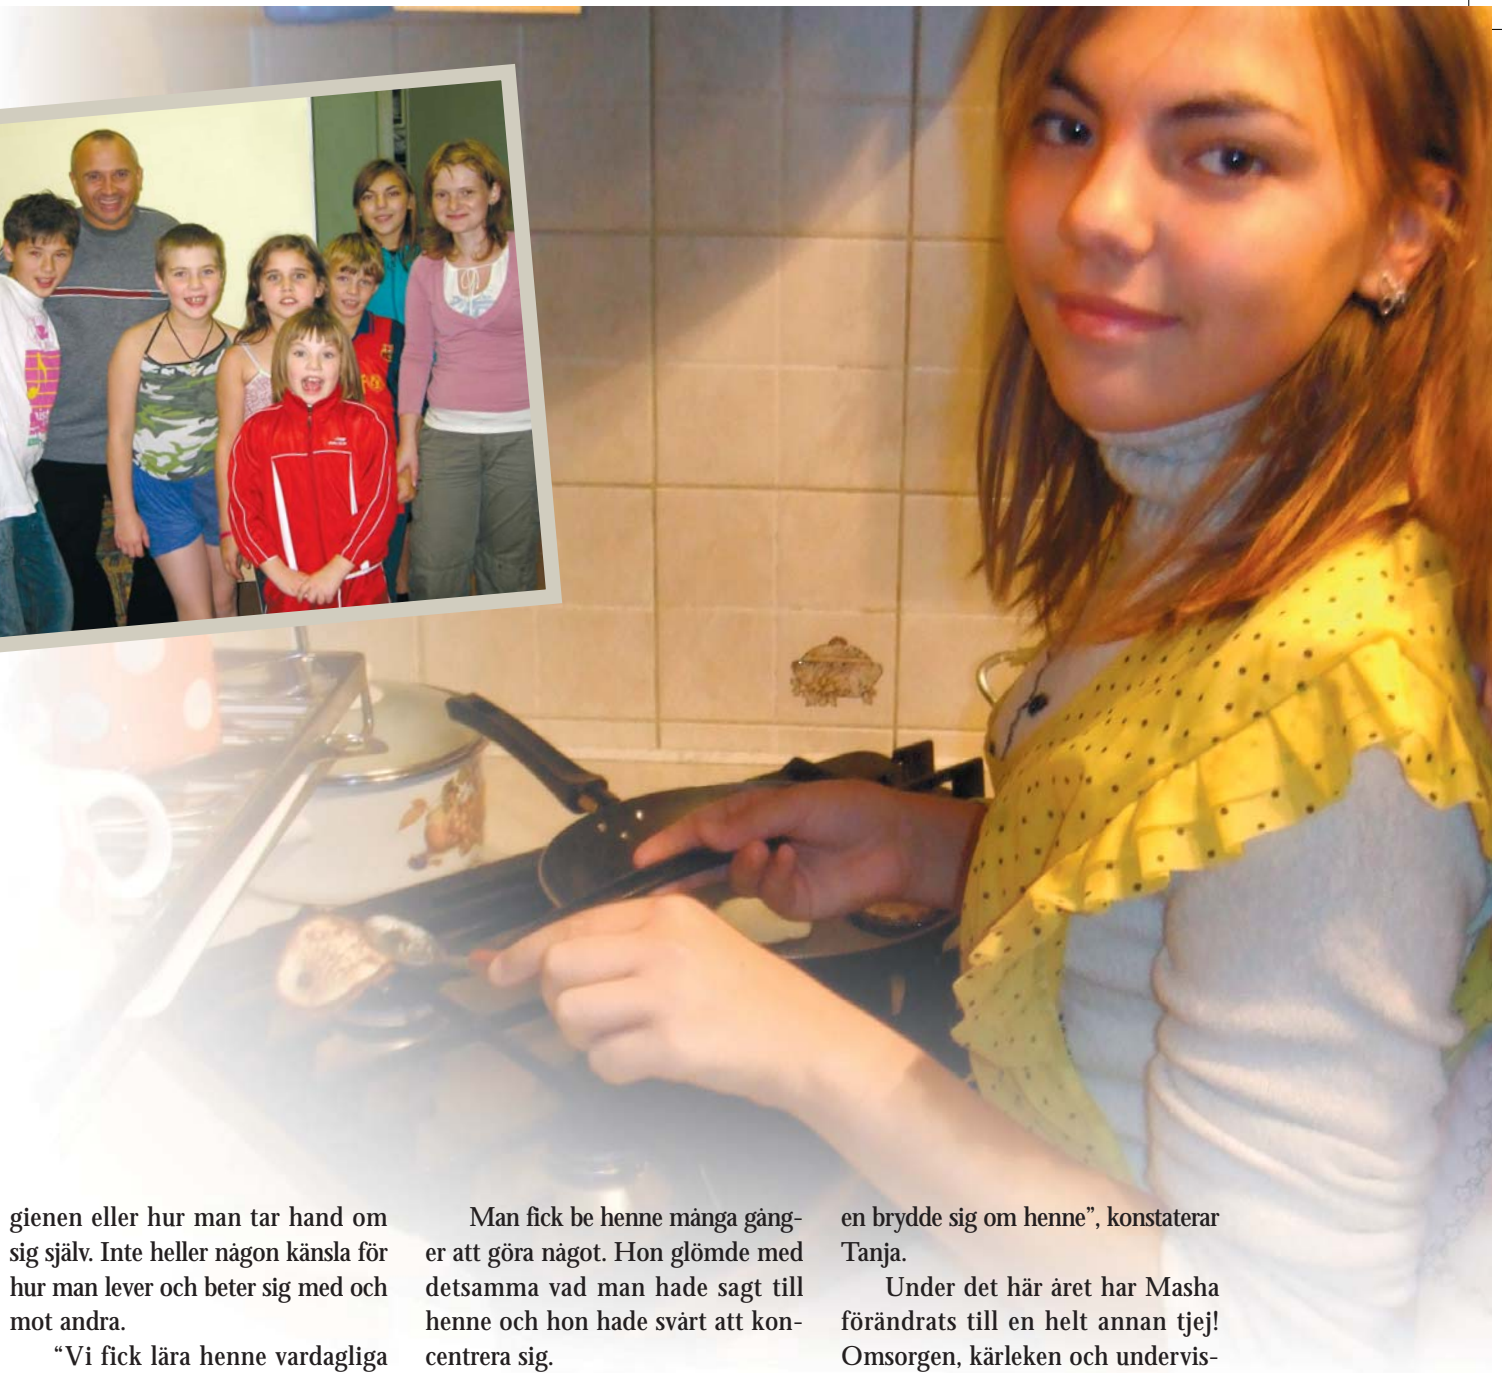 gienen eller hur man tar hand om
sig själv. Inte heller någon känsla för
hur man lever och beter sig med och
mot andra.
“Vi fick lära henne vardagliga
Man fick be henne många gång-
er att göra något. Hon glömde med
detsamma vad man hade sagt till
henne och hon hade svårt att kon-
centrera sig.
en brydde sig om henne”, konstaterar
Tanja.
Under det här året har Masha
förändrats till en helt annan tjej!
Omsorgen, kärleken och undervis-